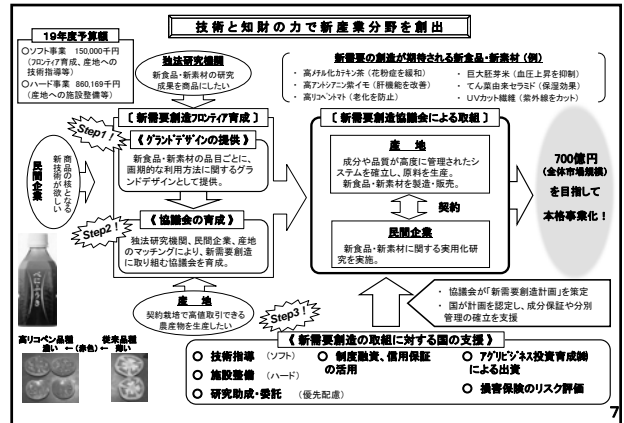 技術と知財の力で新産業分野を創出
19年度予算額
○ソフト事業 150,000千円
(フロンティア育成、産地への
技術指導等)
○ハード事業 860,169千円
(産地への施設整備等)
独法研究機関
新食品・新素材の研究
成果を商品にしたい
新需要の創造が期待される新食品・新素材(例)
・高メチル化カテキン茶(花粉症を緩和)
・高アントシアニン紫イモ(肝機能を改善)
・高リコペントマト(老化を防止)
・巨大胚芽米(血圧上昇を抑制)
・てん菜由来セラミド(保湿効果)
・UVカット繊維(紫外線をカット)
民間企業
商品の核となる
新技術が欲しい
Step1!
[新需要創造フロンティア育成]
《グランドデザインの提供》
新食品・新素材の品目ごとに、
画期的な利用方法に関するグラ
ンドデザインとして提供。
Step2!
《協議会の育成》
独法研究機関、民間企業、産地
のマッチングにより、新需要創造
に取り組む協議会を育成。
産地
契約栽培で高値取引できる
農産物を生産したい
[新需要創造協議会による取組]
産地
成分や品質が高度に管理されたシ
ステムを確立し、原料を生産。
新食品・新素材を製造・販売。
契約
民間企業
新食品・新素材に関する実用化研
究を実施。
700億円
(全体市場規模)
を目指して
本格事業化!
・協議会が「新需要創造計画」を策定
・国が計画を認定し、成分保証や分別
管理の確立を支援
Step3!
《新需要創造の取組に対する国の支援》
○ 技術指導 (ソフト)
○ 施設整備 (ハード)
○ 研究助成・委託 (優先配慮)
○ 制度融資、信用保証
の活用
○ アグリビジネス投資育成㈱
による出資
○ 損害保険のリスク評価
べにふうき
高リコペン品種 従来品種
濃い ←(赤色)→ 薄い
7